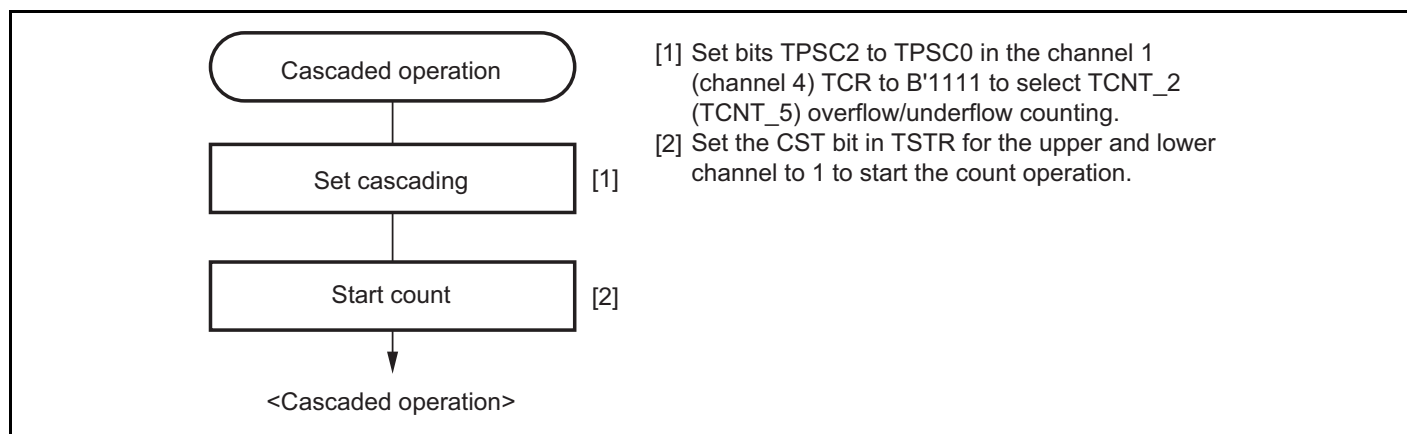 Cascaded operation
Set cascading [1]
Start count [2]
<Cascaded operation>
[1] Set bits TPSC2 to TPSC0 in the channel 1
(channel 4) TCR to B'1111 to select TCNT_2
(TCNT_5) overflow/underflow counting.
[2] Set the CST bit in TSTR for the upper and lower
channel to 1 to start the count operation.